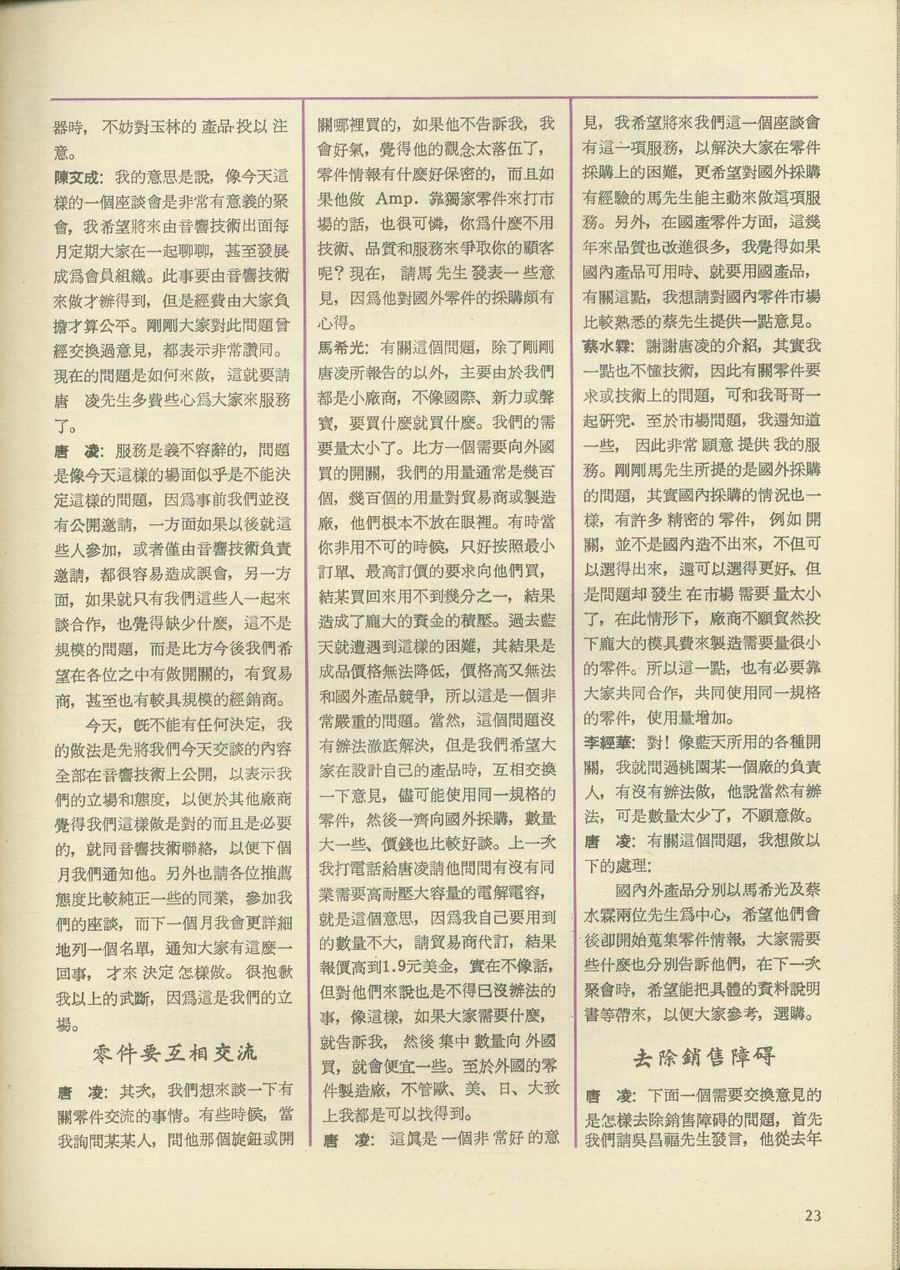 器時，不妨對玉林的產品投以注
意。
陳文成：我的意思是說，像今天這
樣的一個座談會是非常有意義的聚
會，我希望將來由音響技術出面每
月定期大家在一起聊聊，甚至發展
成爲會員組織。此事要由音響技術
來做才辦得到，但是經費由大家負
擔才算公平。剛剛大家對此問題曾
經交換過意見，都表示非常讚同。
現在的問題是如何來做，這就要請
唐　凌先生多費些心爲大家來服務
了。
唐　凌：服務是義不容辭的，問題
是像今天這樣的場面似乎是不能決
定這樣的問題，因爲事前我們並沒
有公開邀請，一方面如果以後就這
些人參加，或者僅由音響技術負責
邀請，都很容易造成誤會，另一方
面，如果就只有我們這些人一起來
談合作，也覺得缺少什麼，這不是
規模的問題，而是比方今後我們希
望在各位之中有做開關的，有貿易
商，甚至也有較具規模的經銷商。
　　今天，旣不能有任何決定，我
的做法是先將我們今天交談的內容
全部在音響技術上公開，以表示我
們的立場和態度，以便於其他廠商
覺得我們這樣做是對的而且是必要
的，就同音響技術聯絡，以便下個
月我們通知他。另外也請各位推薦
態度比較純正一些的同業，參加我
們的座談，而下一個月我會更詳細
地列一個名單，通知大家有這麼一
回事，才來決定怎樣做。很抱歉
我以上的武斷，因爲這是我們的立
場。
零件要互相交流
唐　凌：其次，我們想來談一下有
關零件交流的事情。有些時候，當
我詢問某某人，問他那個旋鈕或開
關哪裡買的，如果他不告訴我，我
會好氣，覺得他的觀念太落伍了，
零件情報有什麼好保密的，而且如
果他做 Amp．靠獨家零件來打市
場的話，也很可憐，你爲什麼不用
技術、品質和服務來爭取你的顧客
呢？現在，請馬先生發表一些意
見，因爲他對國外零件的採購頗有
心得。
馬希光：有關這個問題，除了剛剛
唐凌所報告的以外，主要由於我們
都是小廠商，不像國際、新力或聲
寶，要買什麼就買什麼。我們的需
要量太小了。比方一個需要向外國
買的開關，我們的用量通常是幾百
個，幾百個的用量對貿易商或製造
廠，他們根本不放在眼裡。有時當
你非用不可的時候，只好按照最小
訂單、最高訂價的要求向他們買，
結某買回來用不到幾分之一，結果
造成了龐大的資金的積壓。過去藍
天就遭遇到這樣的困難，其結果是
成品價格無法降低，價格高又無法
和國外產品競爭，所以這是一個非
常嚴重的問題。當然，這個問題沒
有辦法澈底解決，但是我們希望大
家在設計自己的產品時，互相交換
一下意見，儘可能使用同一規格的
零件，然後一齊向國外採購，數量
大一些、價錢也比較好談。上一次
我打電話給唐凌請他問問有沒有同
業需要高耐壓大容量的電解電容，
就是這個意思，因爲我自己要用到
的數量不大，請貿易商代訂，結果
報價高到1.9元美金，實在不像話，
但對他們來說也是不得已沒辦法的
事，像這樣，如果大家需要什麼，
就告訴我，然後集中數量向外國
買，就會便宜一些。至於外國的零
件製造廠，不管歐、美、日、大致
上我都是可以找得到。
唐　凌：這眞是一個非常好的意
見，我希望將來我們這一個座談會
有這一項服務，以解決大家在零件
採購上的困難，更希望對國外採購
有經驗的馬先生能主動來做這項服
務。另外，在國產零件方面，這幾
年來品質也改進很多，我覺得如果
國內產品可用時、就要用國產品，
有關這點，我想請對國內零件市場
比較熟悉的蔡先生提供一點意見。
蔡水霖：謝謝唐凌的介紹，其實我
一點也不懂技術，因此有關零件要
求或技術上的問題，可和我哥哥一
起研究．至於市場問題，我還知道
一些，因此非常願意提供我的服
務。剛剛馬先生所提的是國外採購
的問題，其實國內採購的情況也一
樣，有許多精密的零件，例如開
關，並不是國內造不出來，不但可
以選得出來，還可以選得更好，但
是問題却發生在市場需要量太小
了，在此情形下，廠商不願貿然投
下龐大的模具費來製造需要量很小
的零件。所以這一點，也有必要靠
大家共同合作，共同使用同一規格
的零件，使用量增加。
李經華：對！像藍天所用的各種開
關，我就問過桃園某一個廠的負責
人，有沒有辦法做，他說當然有辦
法，可是數量太少了，不願意做。
唐　凌：有關這個問題，我想做以
下的處理：
　　國內外產品分別以馬希光及蔡
水霖兩位先生爲中心，希望他們會
後卽開始蒐集零件情報，大家需要
些什麼也分別告訴他們，在下一次
聚會時，希望能把具體的資料說明
書等帶來，以便大家參考，選購。
去除銷售障碍
唐　凌：下面一個需要交換意見的
是怎樣去除銷售障碍的問題，首先
我們請吳昌福先生發言，他從去年
23